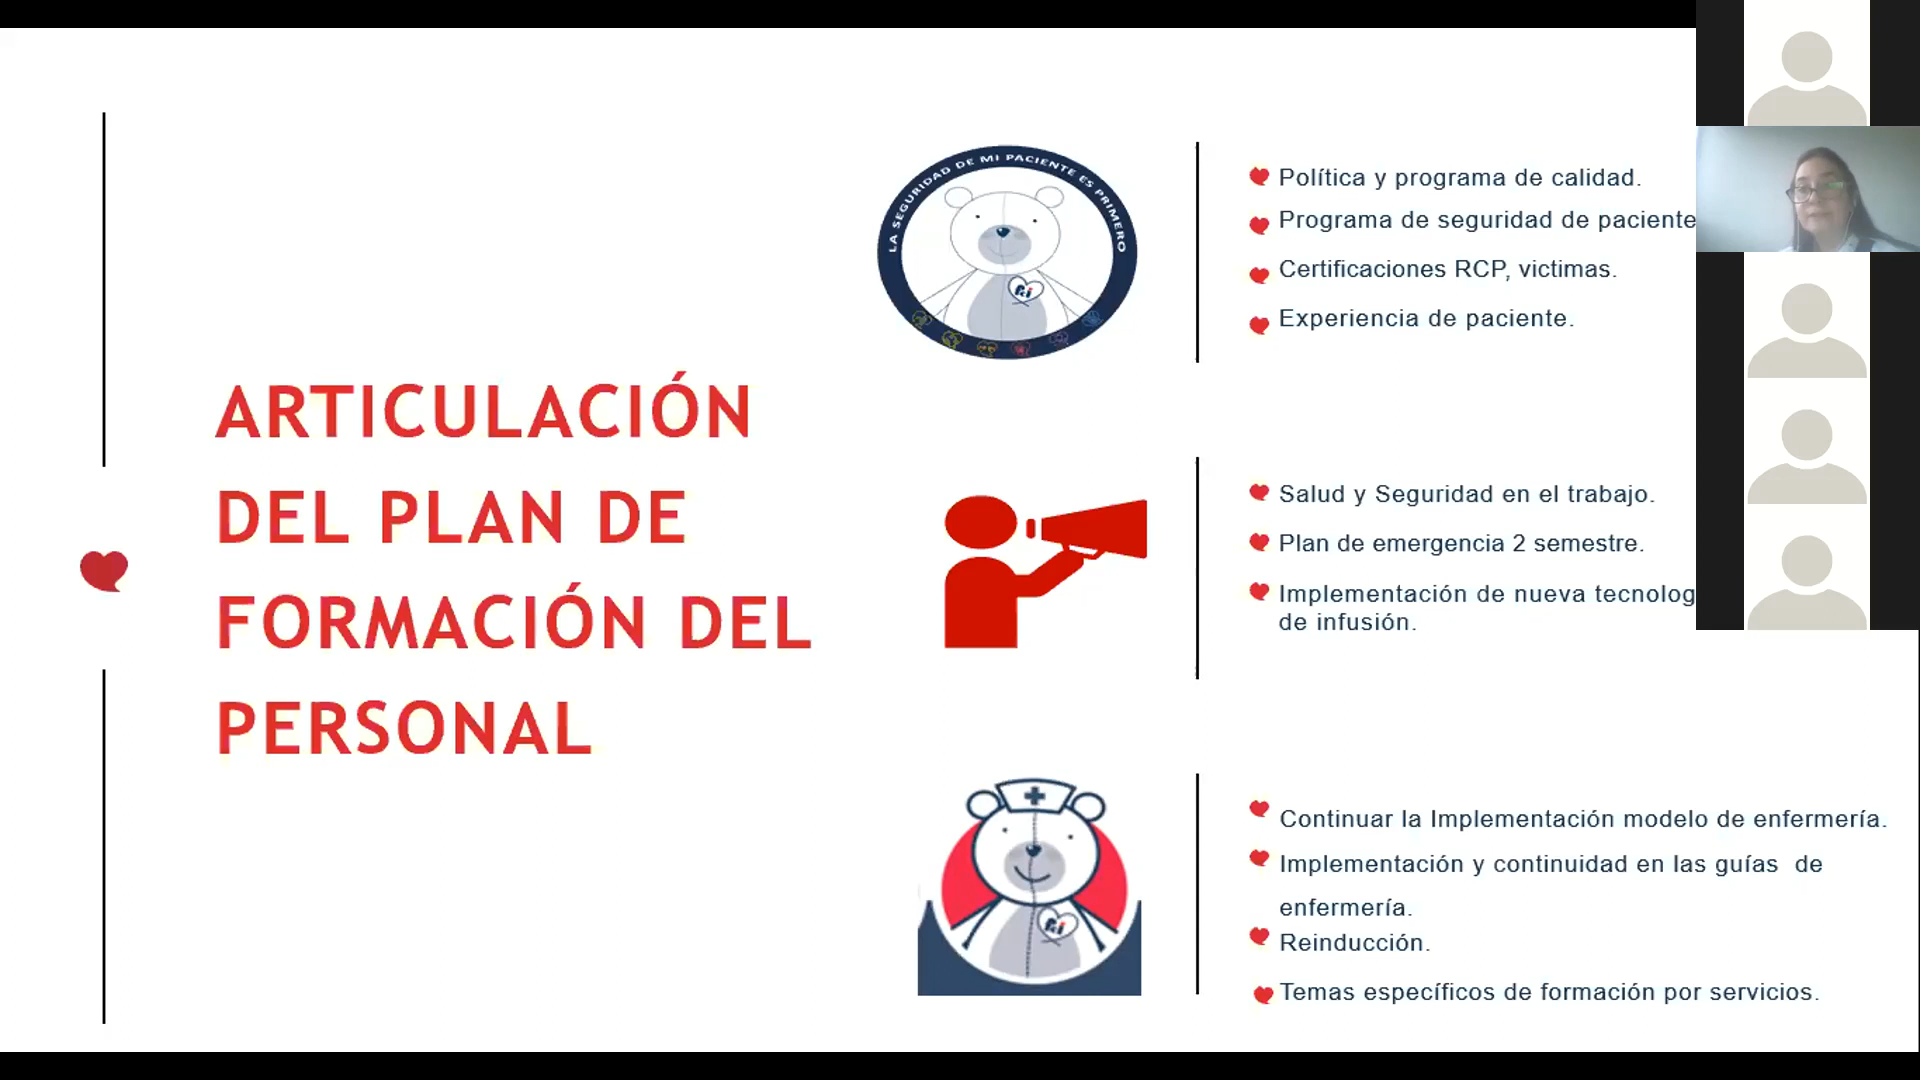 ARTICULACIÓN
DEL PLAN DE
FORMACIÓN DEL
PERSONAL
LA SEGURIDAD DE MI PACIENTE ES PRIMERO
Política y programa de calidad.
Programa de seguridad de paciente
Certificaciones RCP, victimas.
Experiencia de paciente.
Salud y Seguridad en el trabajo.
Plan de emergencia 2 semestre.
Implementación de nueva tecnolog
de infusión.
Continuar la Implementación modelo de enfermería.
Implementación y continuidad en las guías de
enfermería.
Reinducción.
Temas específicos de formación por servicios.